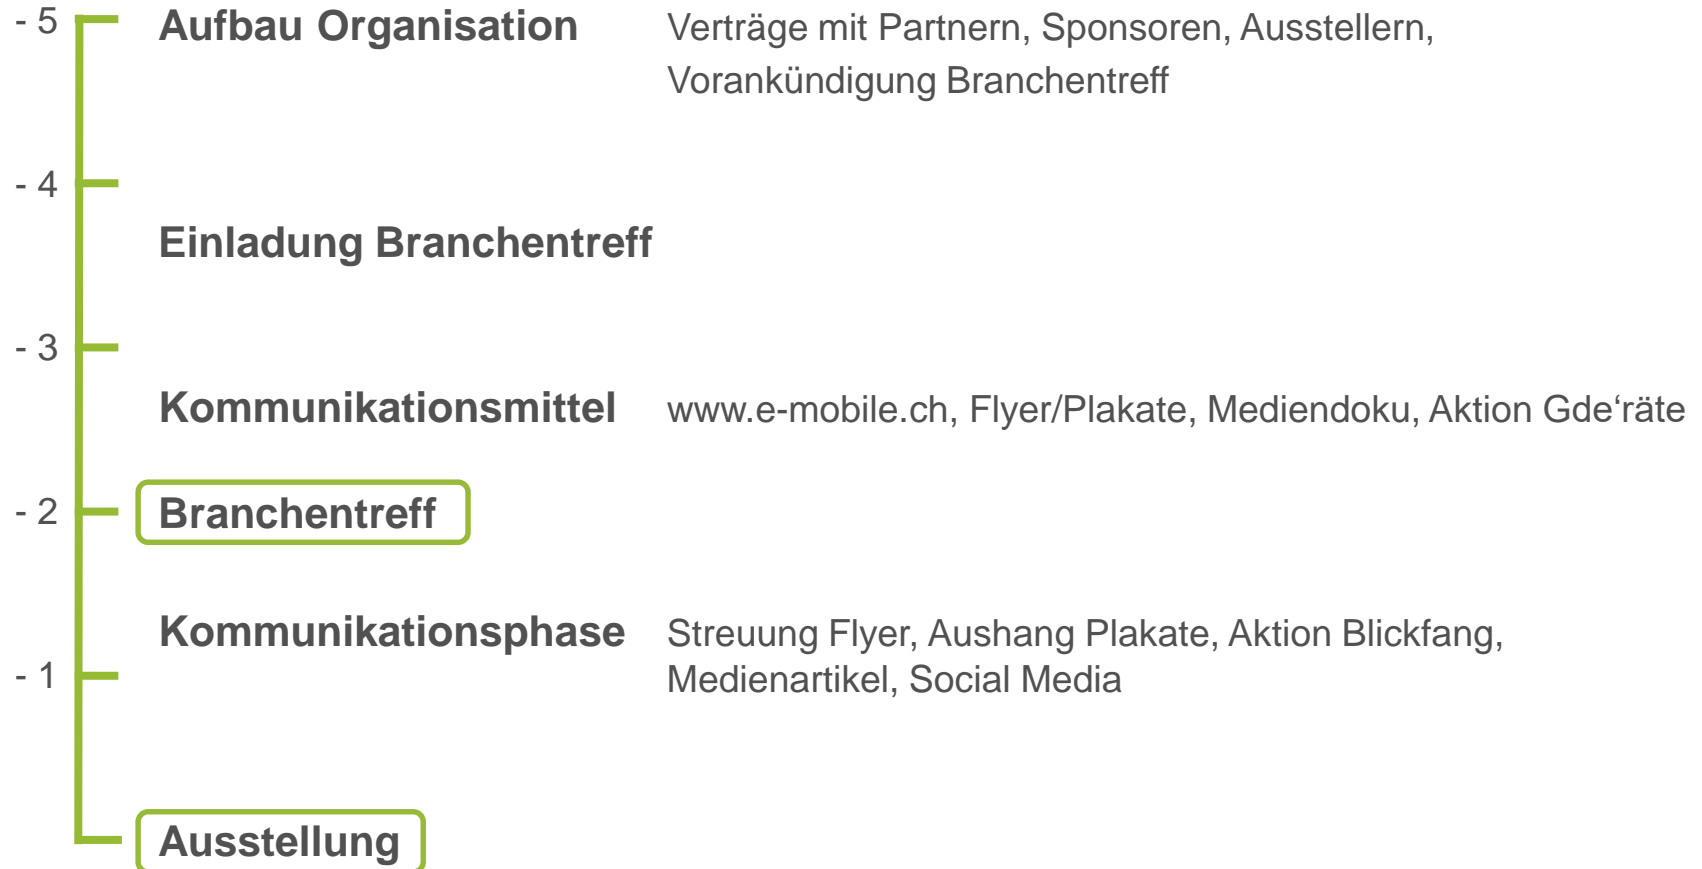 - 5 Aufbau Organisation Verträge mit Partnern, Sponsoren, Ausstellern,
Vorankündigung Branchentreff
- 4
Einladung Branchentreff
- 3
Kommunikationsmittel www.e-mobile.ch, Flyer/Plakate, Mediendoku, Aktion Gde‘räte
- 2 Branchentreff
Kommunikationsphase Streuung Flyer, Aushang Plakate, Aktion Blickfang,
- 1 Medienartikel, Social Media
Ausstellung